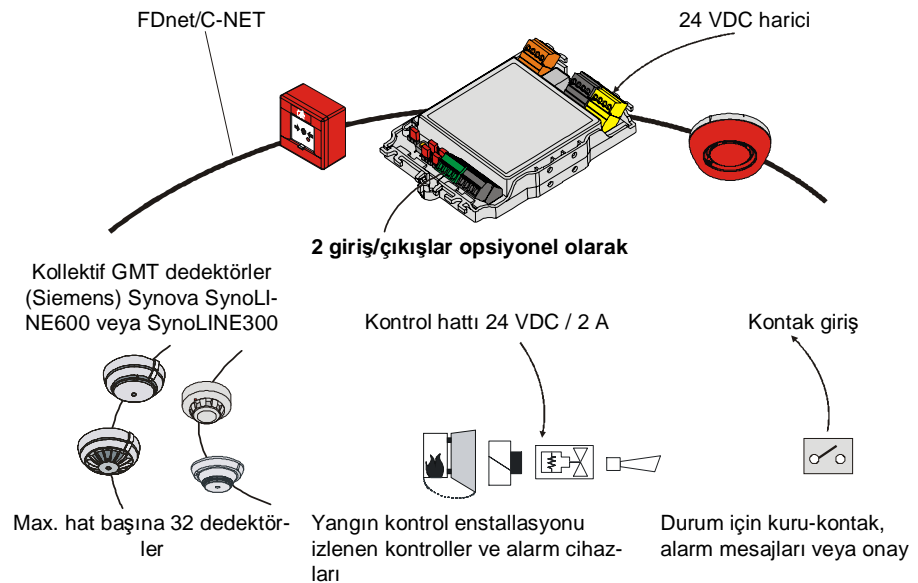 FDnet/C-NET
24 VDC harici
2 giriş/çıkışlar opsiyonel olarak
Kollektif GMT dedektörler
(Siemens) Synova SynoLI-
NE600 veya SynoLINE300
Kontrol hattı 24 VDC / 2 A
Kontak giriş
Max. hat başına 32 dedektör-
ler
Yangın kontrol enstallasyonu
izlenen kontroller ve alarm cihaz-
ları
Durum için kuru-kontak,
alarm mesajları veya onay